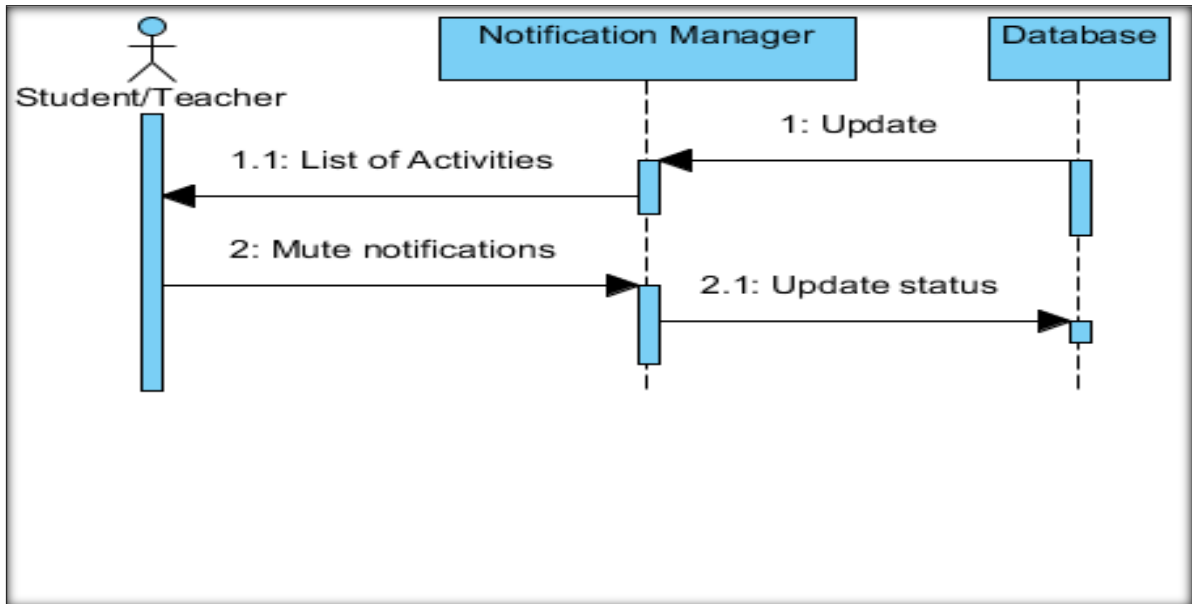 Notification Manager
Database
Student/Teacher
1: Update
1.1: List of Activities
2: Mute notifications
2.1: Update status